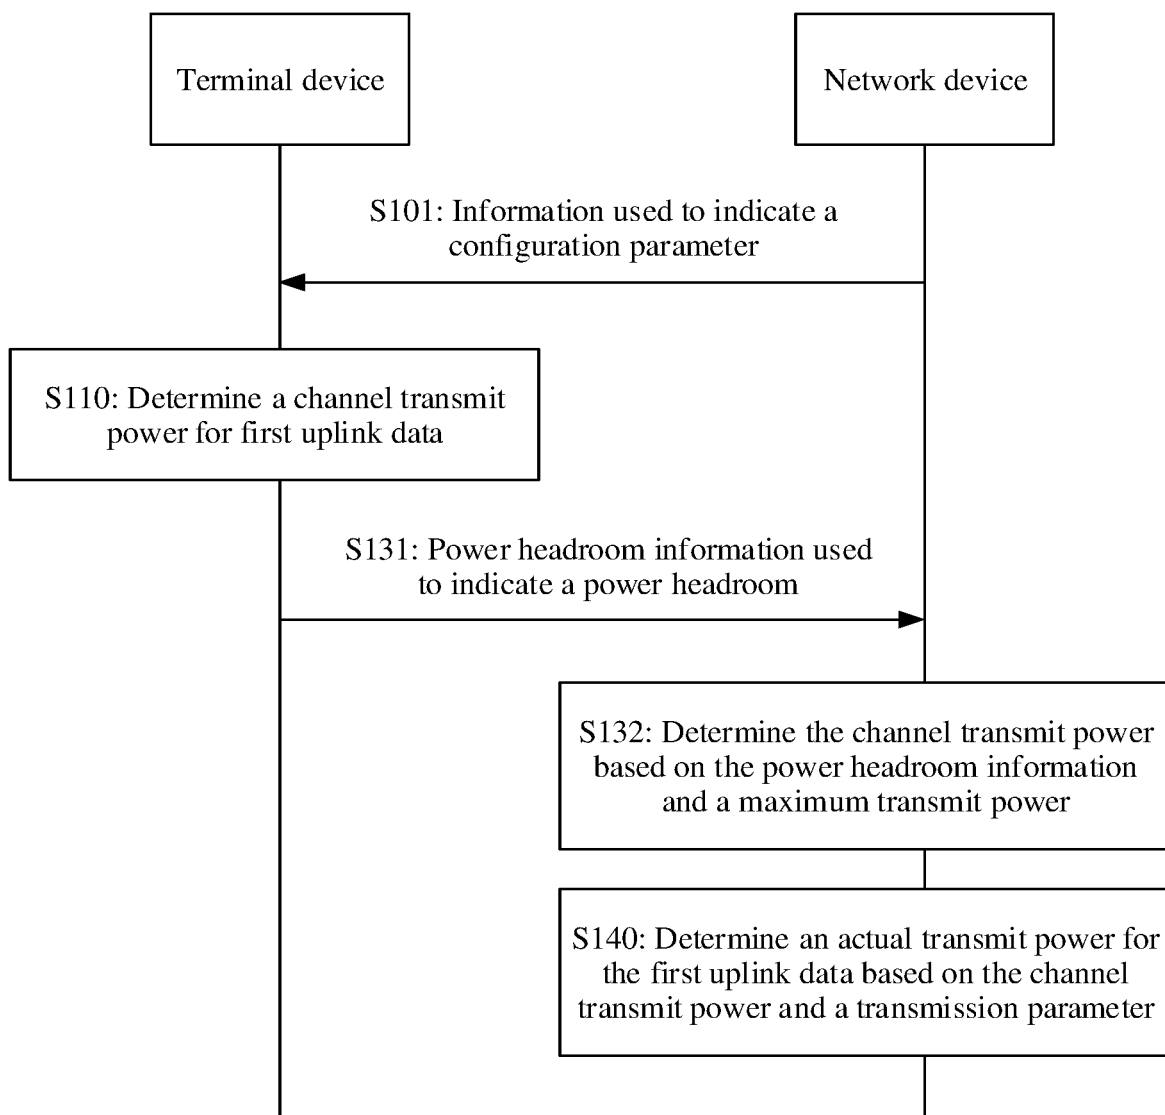 Terminal device
Network device
S101: Information used to indicate a
configuration parameter
S110: Determine a channel transmit
power for first uplink data
S131: Power headroom information used
to indicate a power headroom
S132: Determine the channel transmit power
based on the power headroom information
and a maximum transmit power
S140: Determine an actual transmit power for
the first uplink data based on the channel
transmit power and a transmission parameter